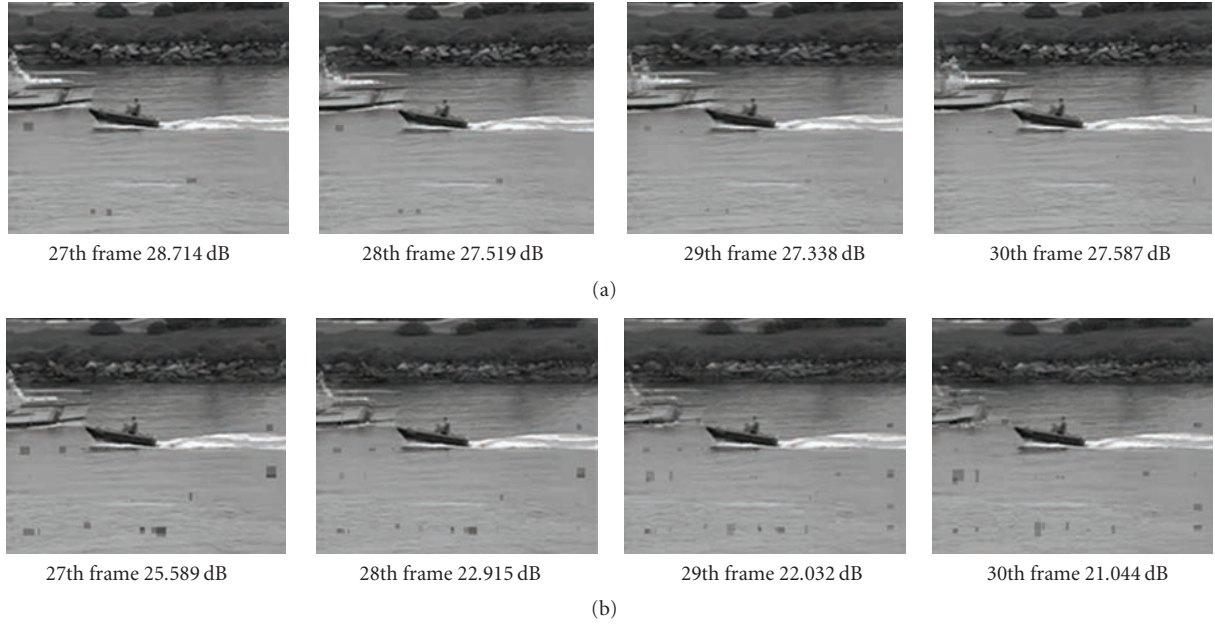 27th frame 28.714 dB
28th frame 27.519 dB
29th frame 27.338 dB
30th frame 27.587 dB
(a)
27th frame 25.589 dB
28th frame 22.915 dB
29th frame 22.032 dB
30th frame 21.044 dB
(b)